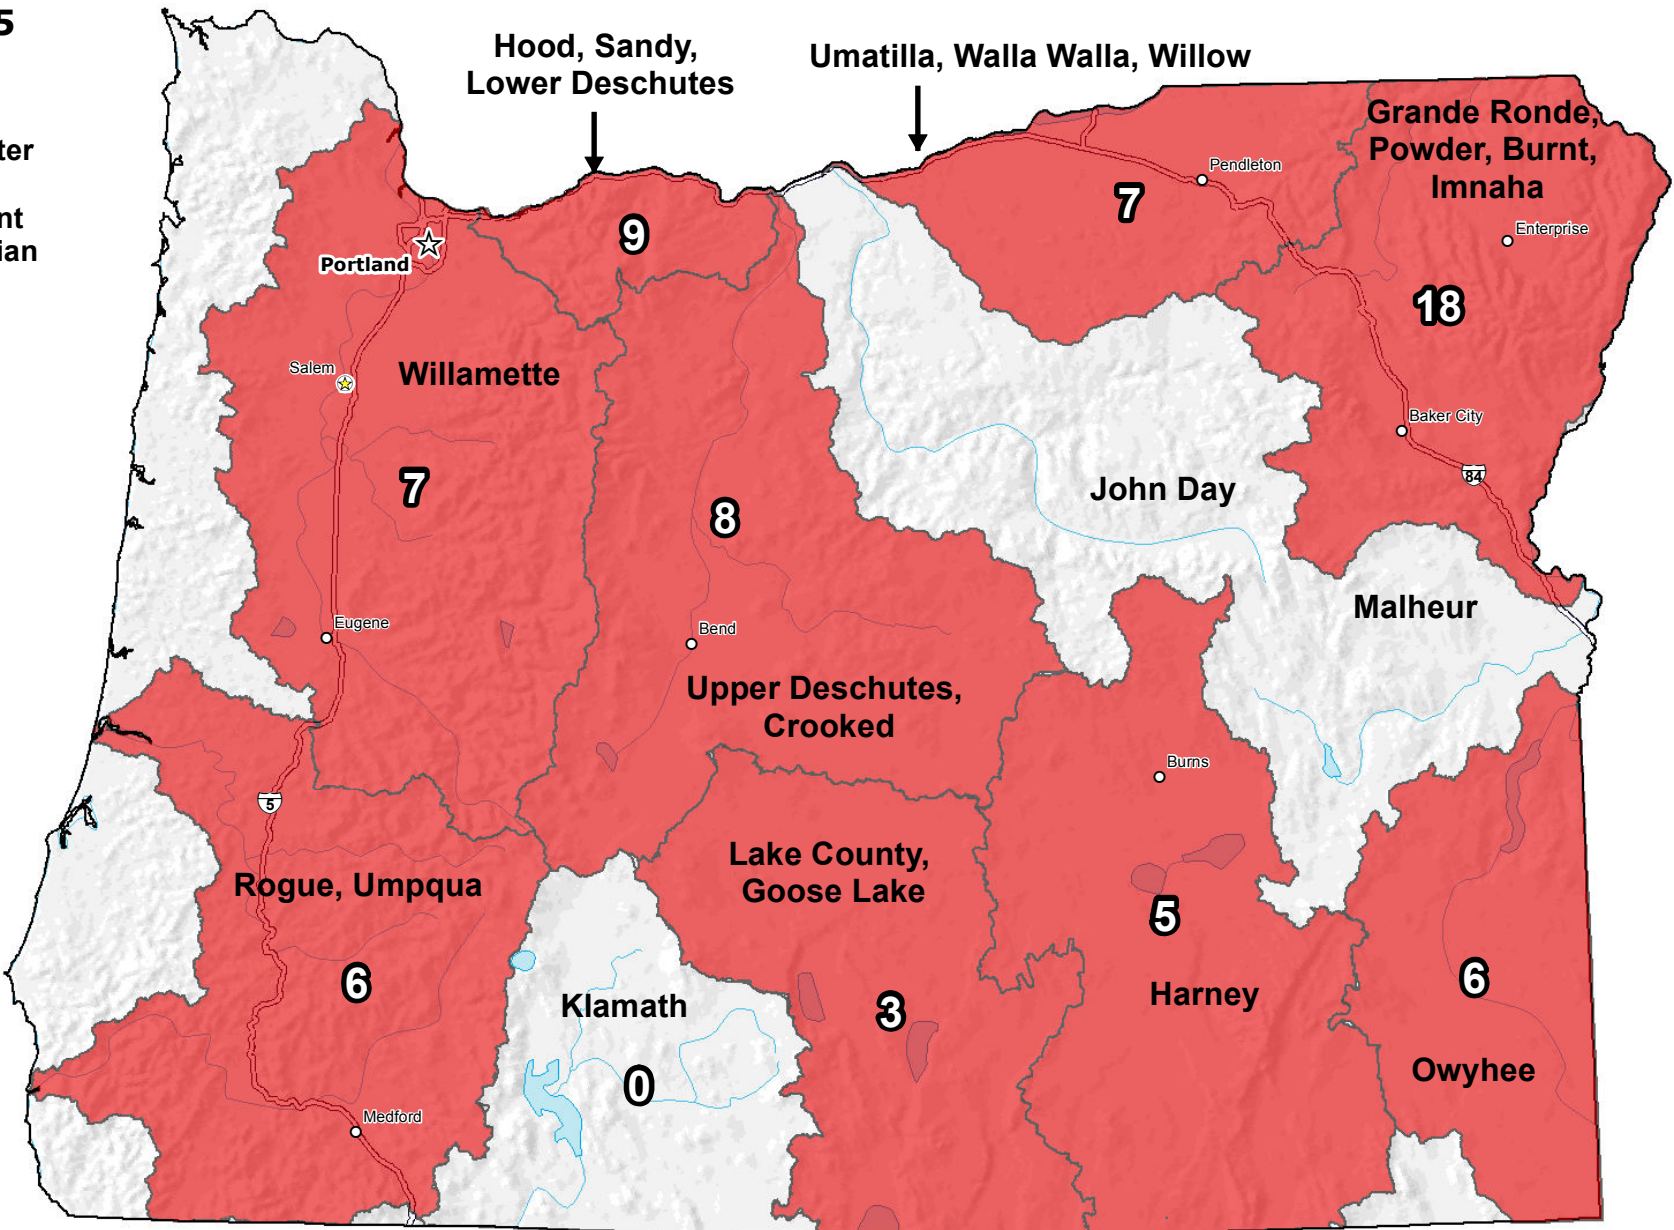 5
ter
nt
ian
Hood, Sandy,
Lower Deschutes
Umatilla, Walla Walla, Willow
Grande Ronde,
Powder, Burnt,
Imnaha
Pendleton
7
Enterprise
9
Portland
18
Salem
Willamette
Baker City
84
7
8
John Day
Malheur
Eugene
Bend
Upper Deschutes,
Crooked
Burns
5
Lake County,
Goose Lake
Rogue, Umpqua
5
6
Klamath
3
Harney
6
0
Owyhee
Medford